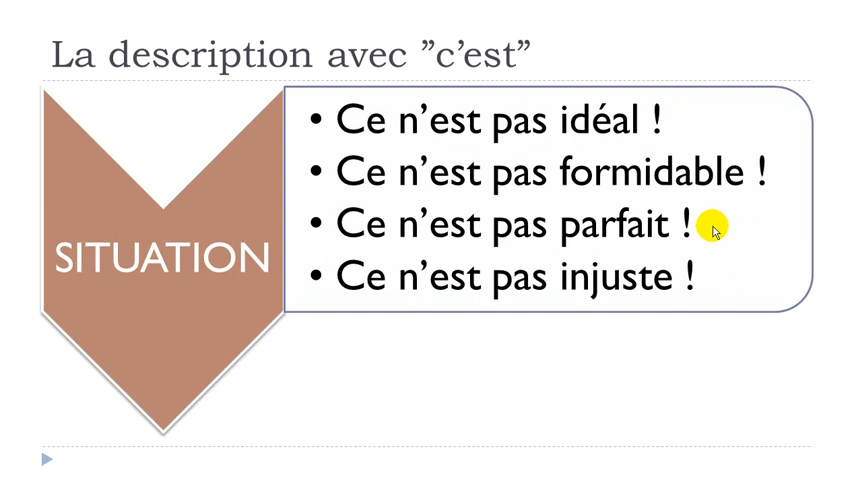 La description avec ”c’est”
SITUATION
• Ce n’est pas idéal !
• Ce n’est pas formidable !
• Ce n’est pas parfait !
• Ce n’est pas injuste !